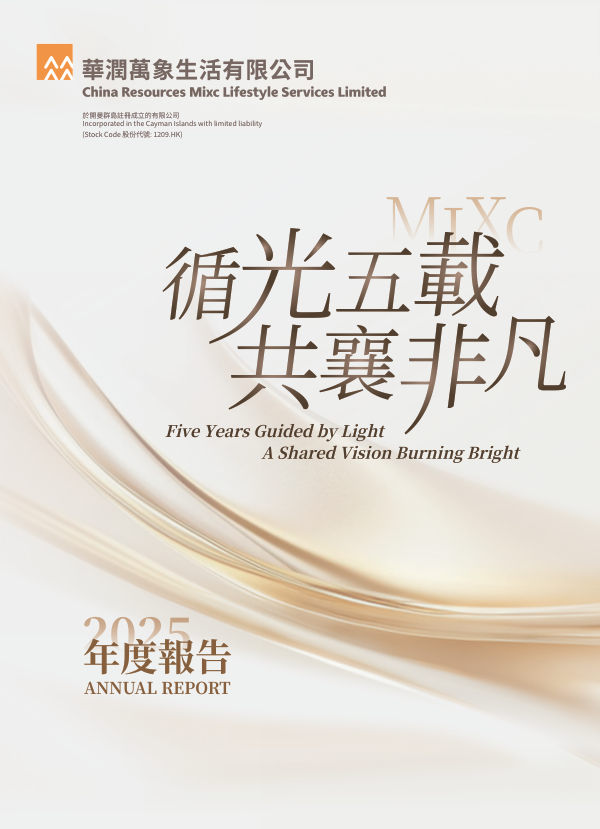 華潤萬象生活有限公司
China Resources Mixc Lifestyle Services Limited
於開曼群島註冊成立的有限公司
Incorporated in the Cayman Islands with limited liability
(Stock Code 股份代號: 1209.HK)
MIXC
循光五載
共襄非凡
Five Years Guided by Light
A Shared Vision Burning Bright
2025
年度報告
ANNUAL REPORT